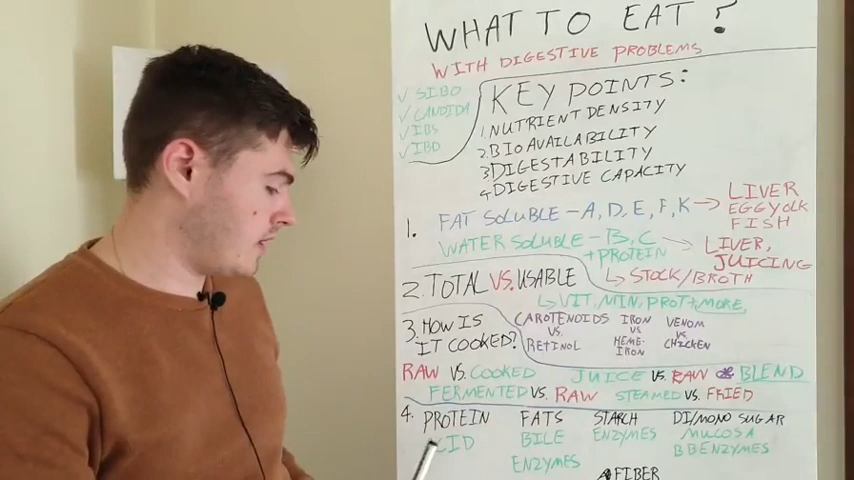 WHAT TO EAT?
WITH DIGESTIVE PROBLEMS
✓ SIBO
✓ CANDIDA
✓ IBS
✓ IBD
KEY POINTS:
1. NUTRIENT DENSITY
2. BIOAVAILABILITY
3. DIGESTABILITY
4. DIGESTIVE CAPACITY
1. FAT SOLUBLE - A, D, E, F, K → LIVER
EGG YOLK
FISH
WATER SOLUBLE - B, C → LIVER,
JUICING
+ PROTEIN
↳ STOCK/BROTH
2. TOTAL VS. USABLE
↳ VIT, MIN, PROT + MORE
3. HOW IS IT COOKED?
CAROTENOIDS VS. RETINOL
IRON VS HEME-IRON
VENOM VS. CHICKEN
RAW VS. COOKED
JUICE VS. RAW BLEND
FERMENTED VS. RAW
STEAMED VS. FRIED
4. PROTEIN FATS STARCH DI/MONO SUGAR
CID BILE ENZYMES MUCOSA
ENZYMES BB ENZYMES
FIBER